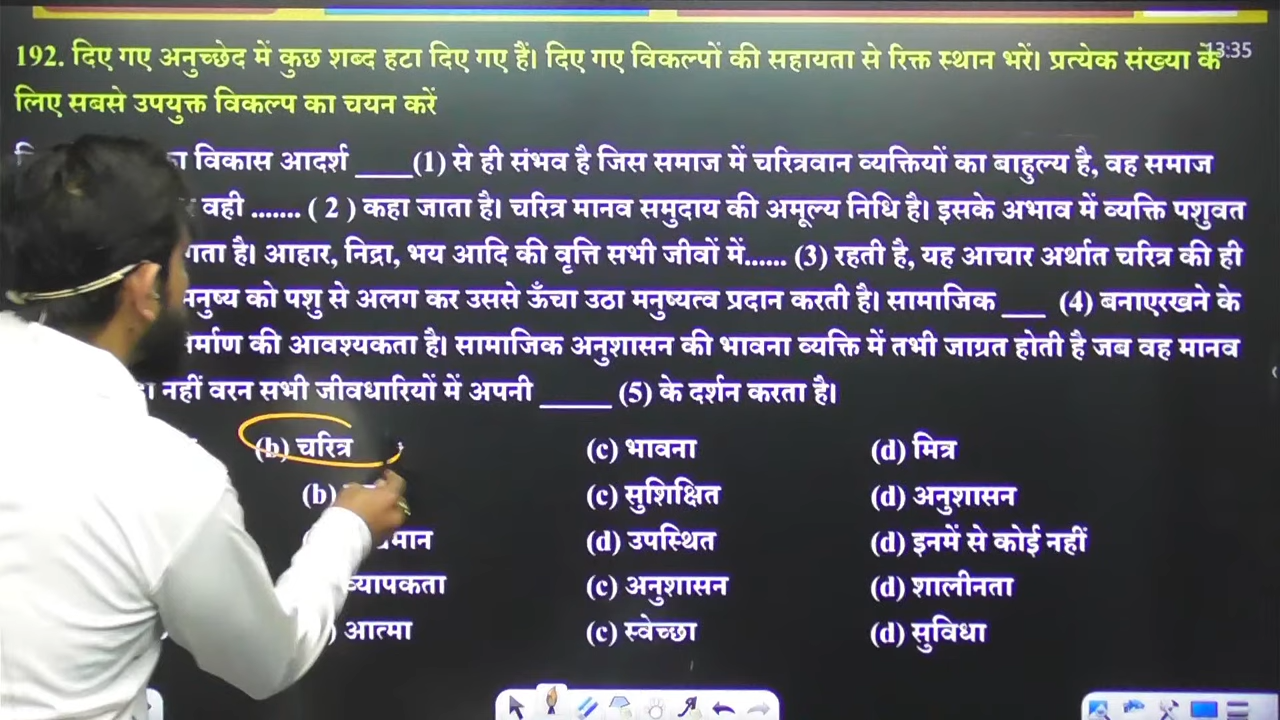 192. दिए गए अनुच्छेद में कुछ शब्द हटा दिए गए हैं। दिए गए विकल्पों की सहायता से रिक्त स्थान भरें। प्रत्येक संख्या के
13:35
लिए सबसे उपयुक्त विकल्प का चयन करें
विकास आदर्श ____(1) से ही संभव है जिस समाज में चरित्रवान व्यक्तियों का बाहुल्य है, वह समाज
वही ....... ( 2 ) कहा जाता है। चरित्र मानव समुदाय की अमूल्य निधि है। इसके अभाव में व्यक्ति पशुवत
है। आहार, निद्रा, भय आदि की वृत्ति सभी जीवों में...... (3) रहती है, यह आचार अर्थात चरित्र की ही
मनुष्य को पशु से अलग कर उससे ऊँचा उठा मनुष्यत्व प्रदान करती है। सामाजिक ___ (4) बनाएरखने के
की आवश्यकता है। सामाजिक अनुशासन की भावना व्यक्ति में तभी जाग्रत होती है जब वह मानव
नहीं वरन सभी जीवधारियों में अपनी _____ (5) के दर्शन करता है।
(b) चरित्र (c) भावना (d) मित्र
(b) (c) सुशिक्षित (d) अनुशासन
(d) उपस्थित (d) इनमें से कोई नहीं
व्यापकता (c) अनुशासन (d) शालीनता
आत्मा (c) स्वेच्छा (d) सुविधा